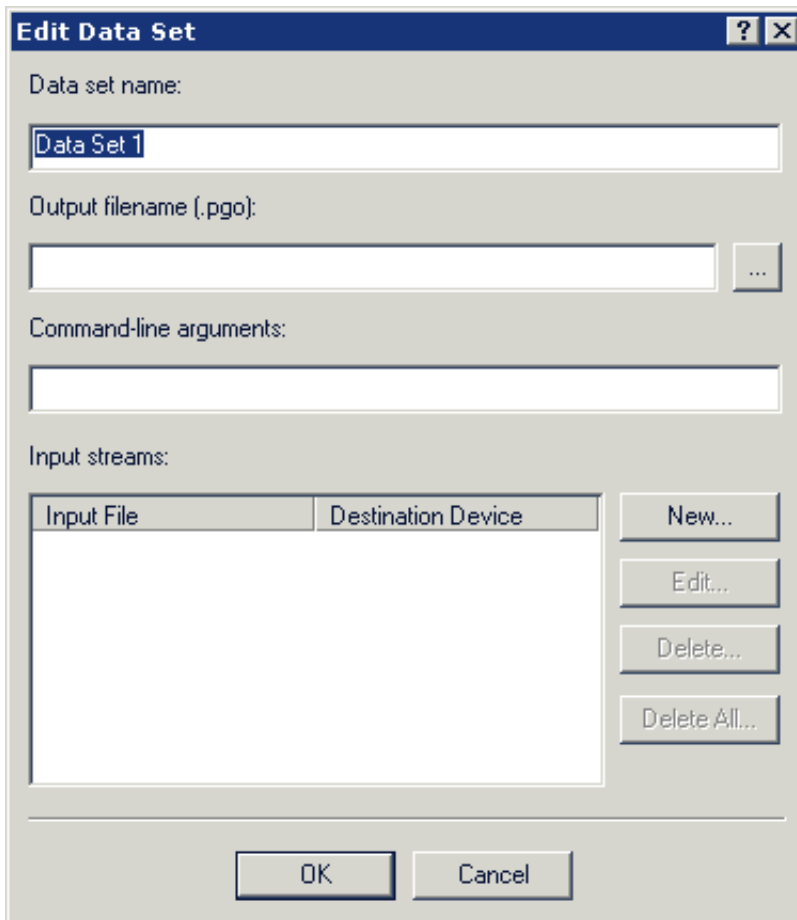 Edit Data Set
Data set name:
Data Set 1
Output filename (.pgo):
...
Command-line arguments:
Input streams:
Input File Destination Device
New...
Edit...
Delete...
Delete All...
OK Cancel